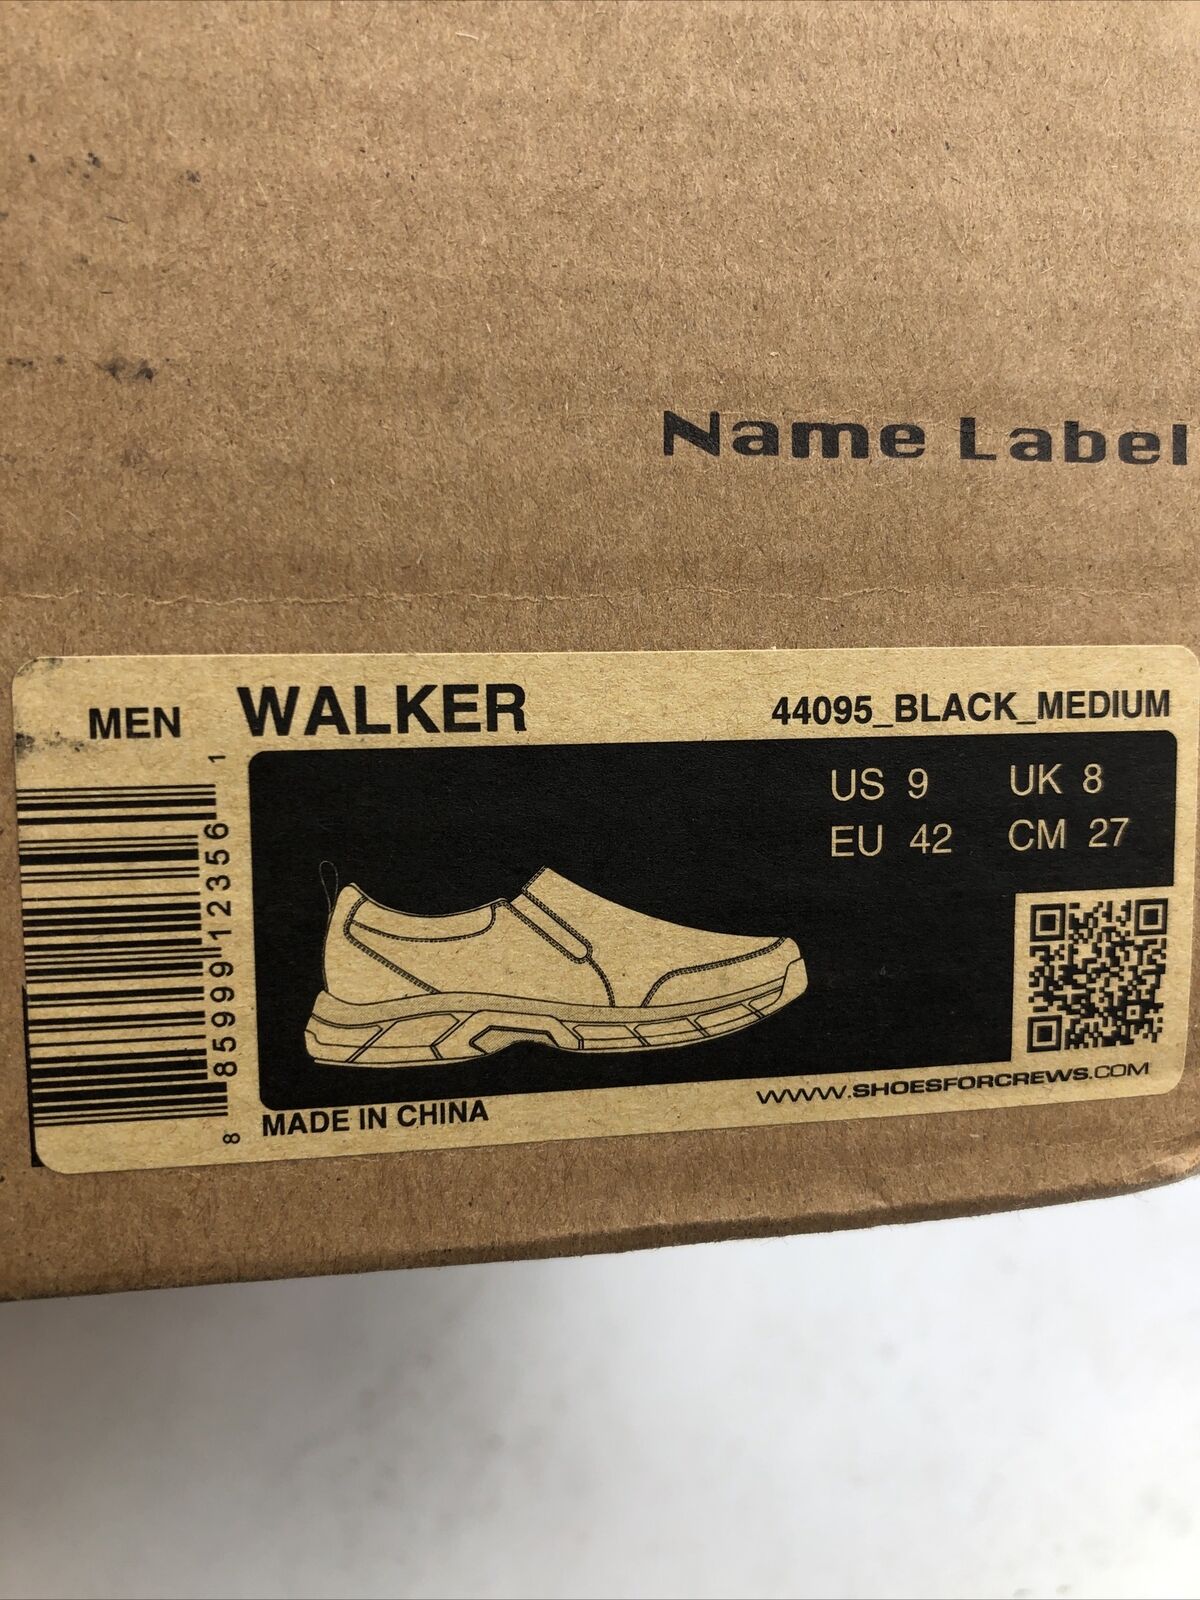 Name Label
MEN
WALKER
44095_BLACK_MEDIUM
US 9
UK 8
EU 42
CM 27
8 85999 12356 1
MADE IN CHINA
WWW.SHOESFORCREWS.COM